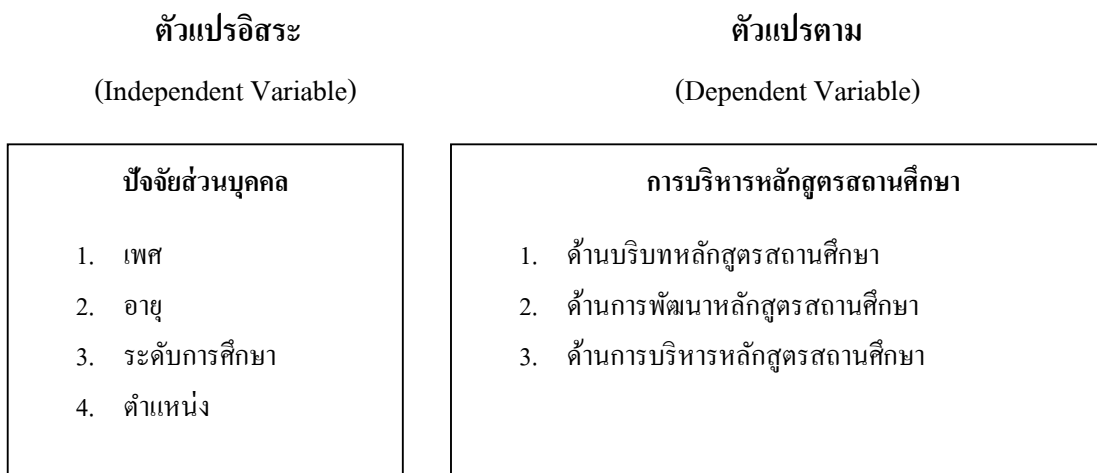 ตัวแปรอิสระ
(Independent Variable)
ปัจจัยส่วนบุคคล
1. เพศ
2. อายุ
3. ระดับการศึกษา
4. ตำแหน่ง
ตัวแปรตาม
(Dependent Variable)
การบริหารหลักสูตรสถานศึกษา
1. ด้านบริบทหลักสูตรสถานศึกษา
2. ด้านการพัฒนาหลักสูตรสถานศึกษา
3. ด้านการบริหารหลักสูตรสถานศึกษา